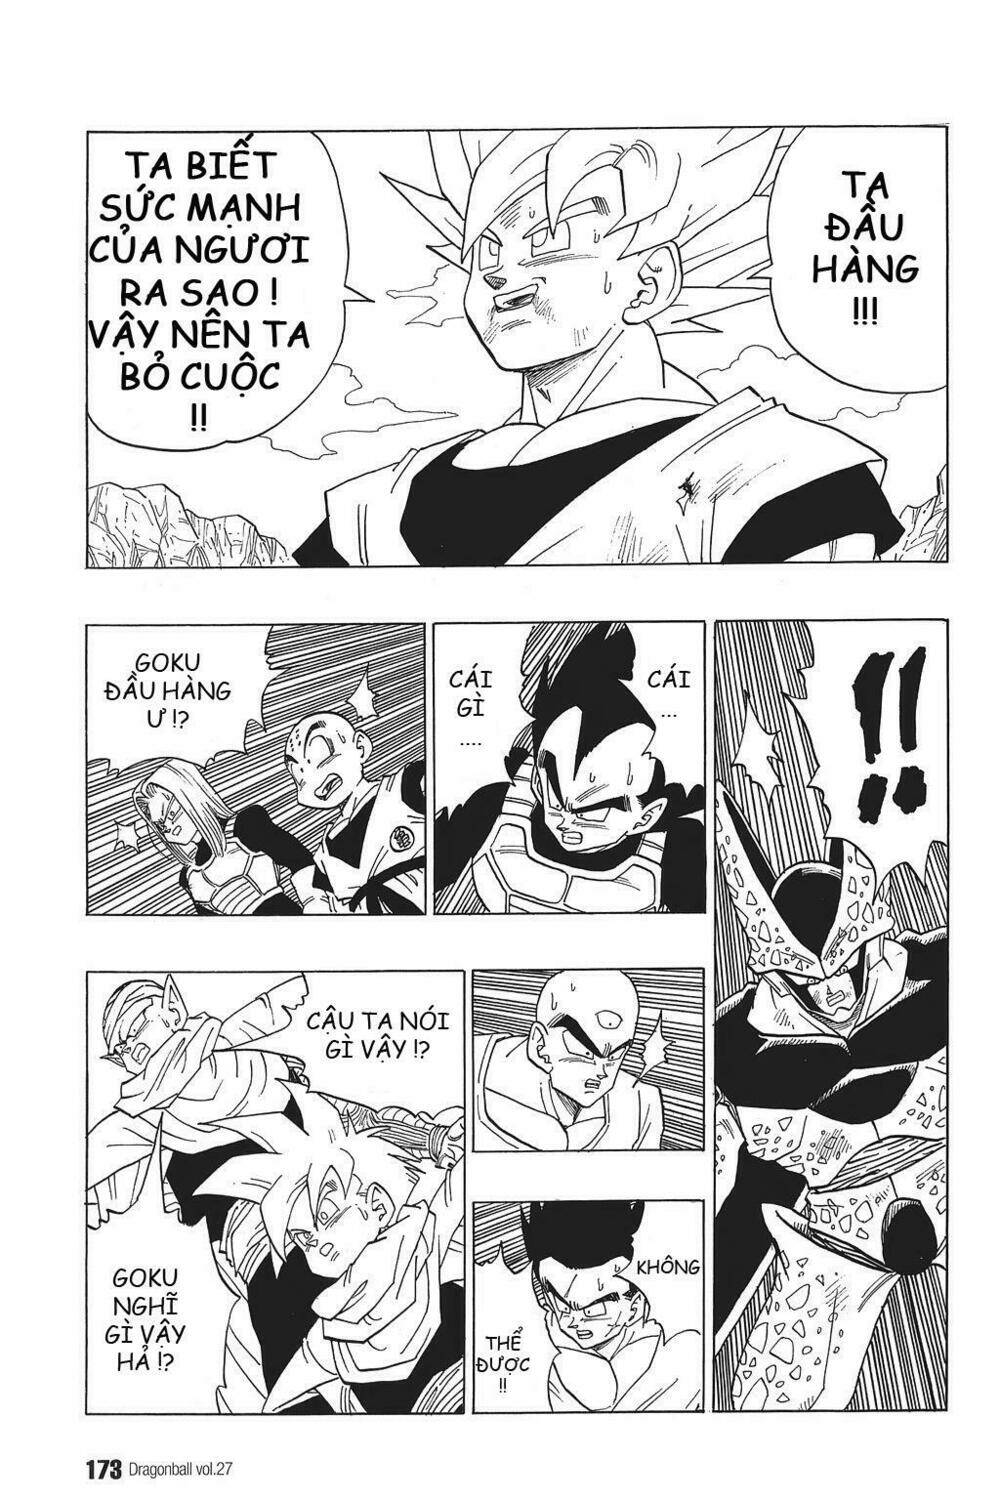 TA
ĐẦU
HÀNG
!!!
TA BIẾT
SỨC MẠNH
CỦA NGƯƠI
RA SAO !
VẬY NÊN TA
BỎ CUỘC
!!
!!
CÁI
...
CÁI
GÌ
....
GOKU
ĐẦU HÀNG
Ư !?
CÂU TA NÓI
GÌ VẬY !?
GOKU
NGHĨ
GÌ VẬY
HẢ !?
KHÔNG
THỂ
ĐƯỢC
!!
173 Dragonball vol.27